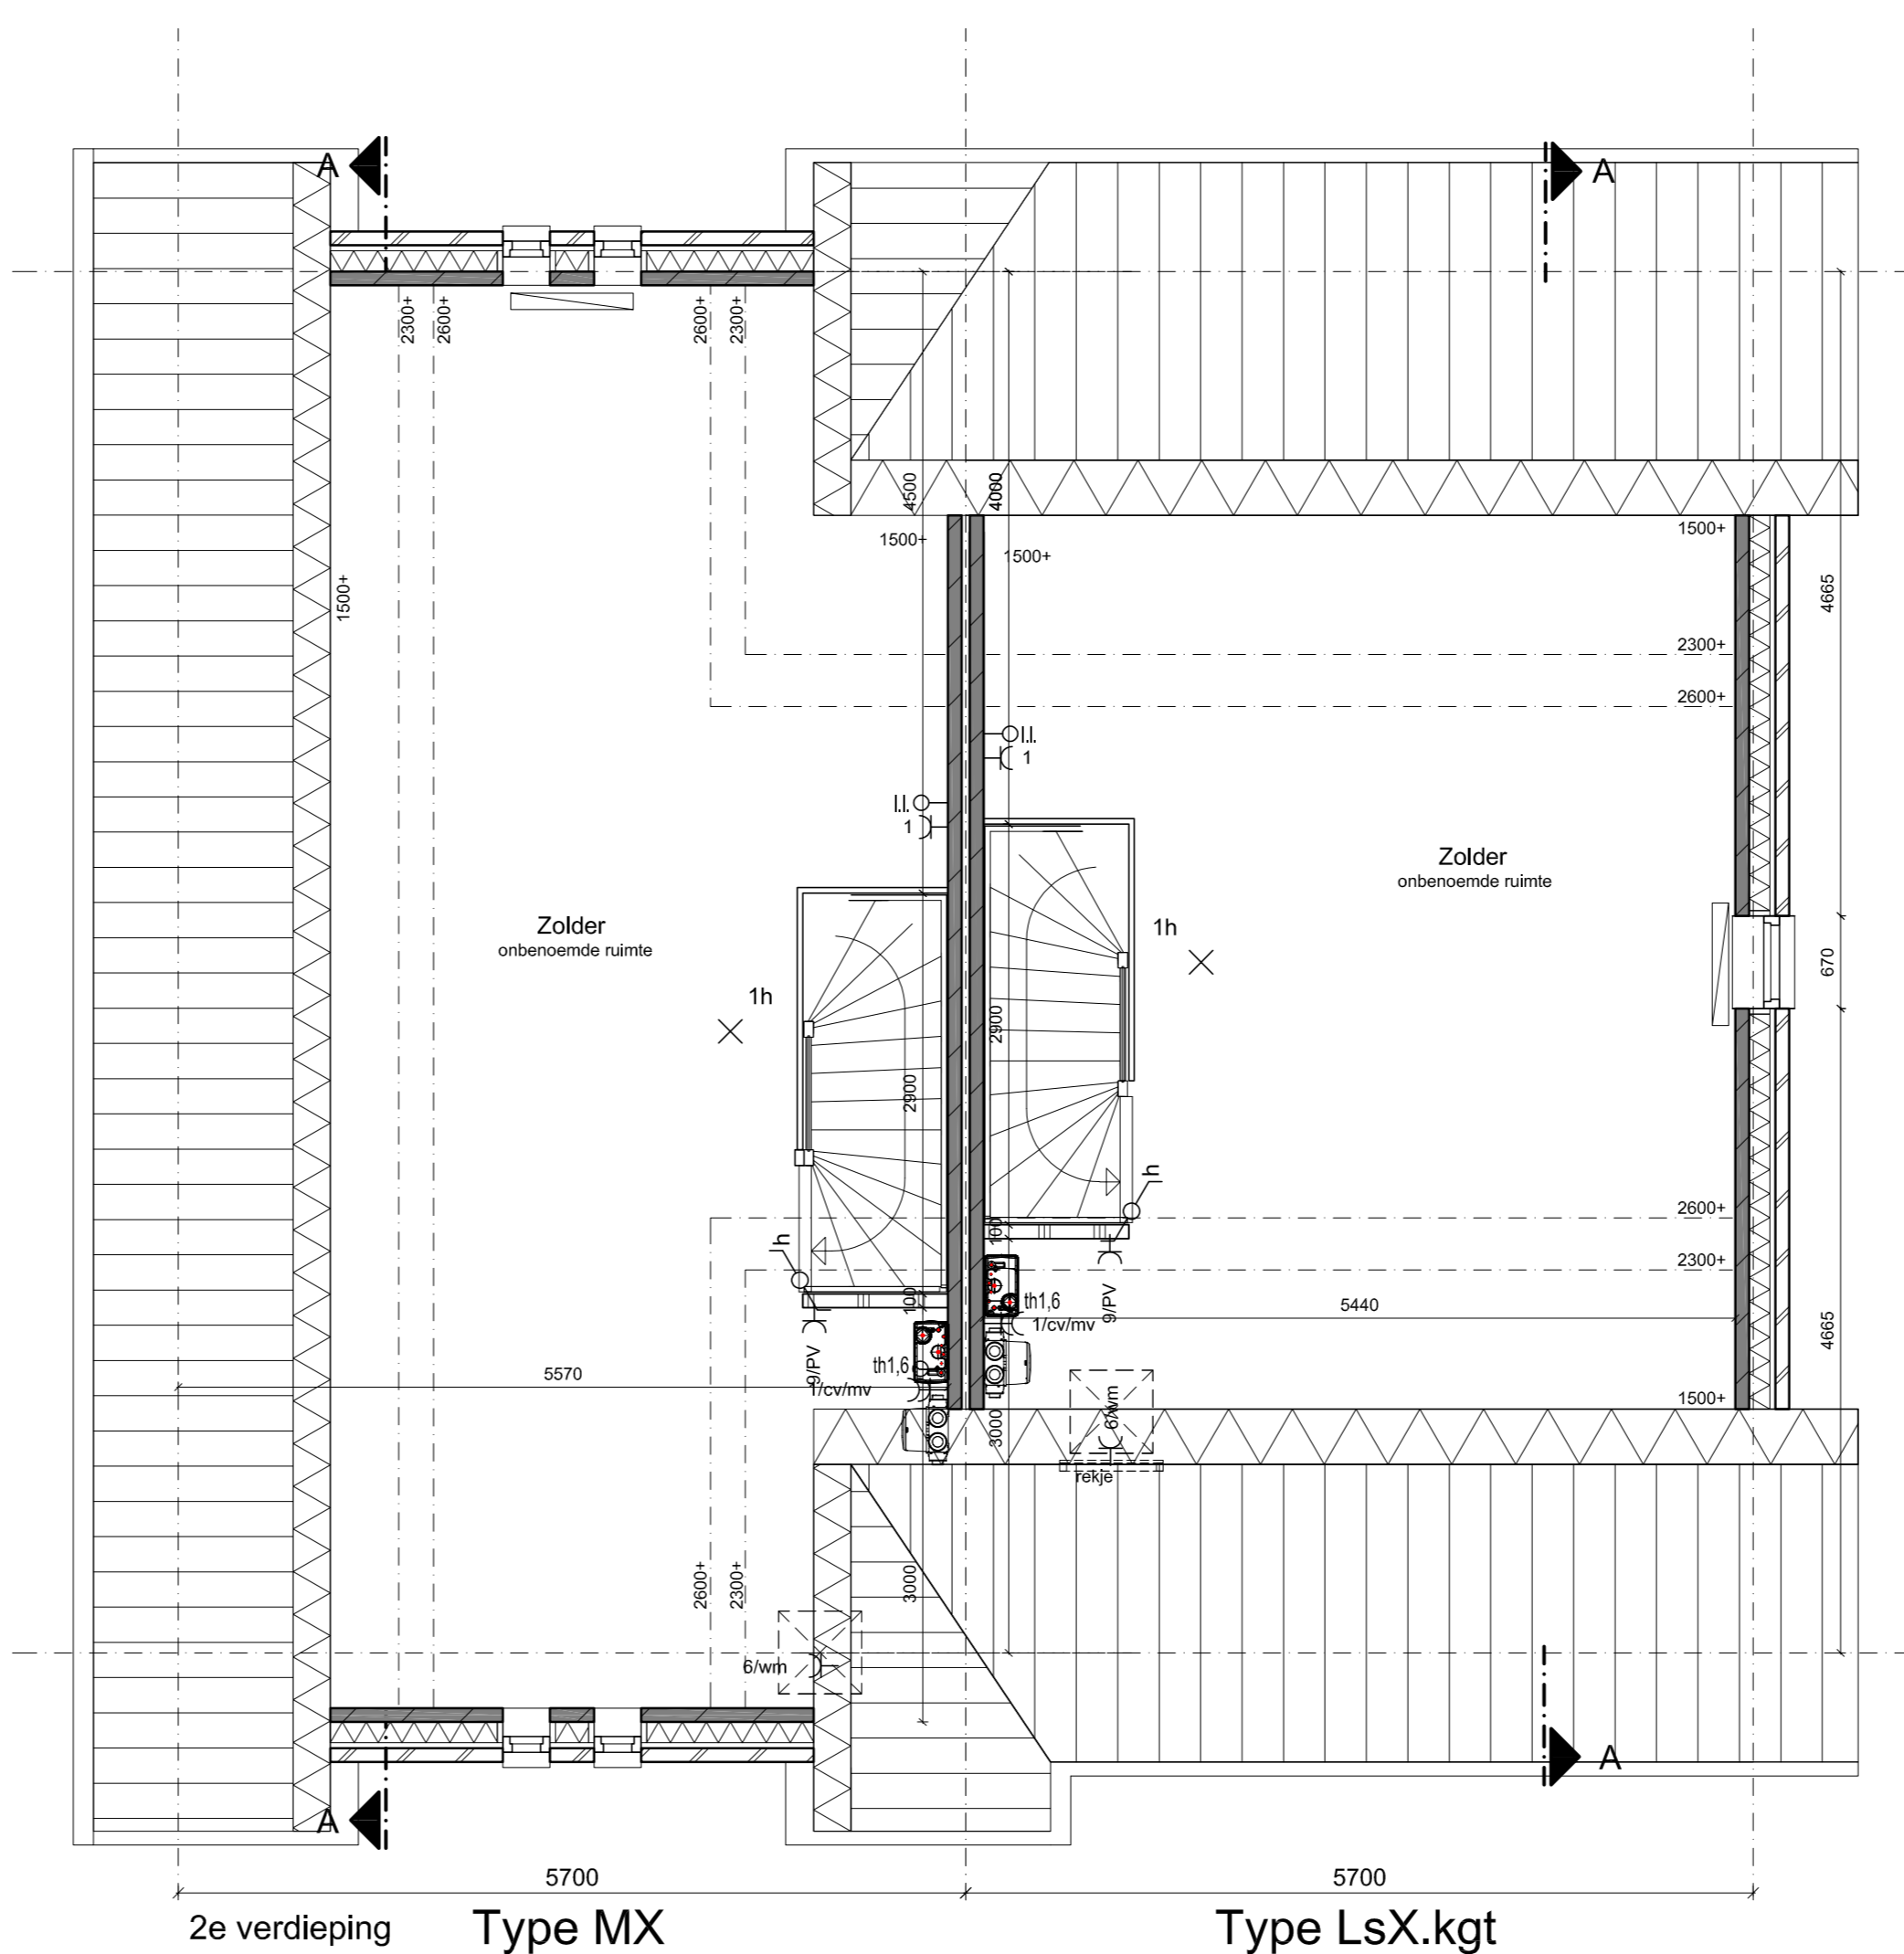 A
A
2300+
2600+
2600+
2300+
4500
4000
1500+
1500+
1500+
1500+
4665
2300+
2600+
l.l.
1
l.l.
1
Zolder
onbenoemde ruimte
Zolder
onbenoemde ruimte
1h
1h
670
2900
2900
h
h
2600+
2300+
100
100
th1,6
1/cv/mv
9/PV
5440
4665
th1,6
1/cv/mv
9/PV
5570
1500+
3000
6/wm
rekje
2600+
2300+
3000
6/wm
A
A
5700
5700
2e verdieping
Type MX
Type LsX.kgt